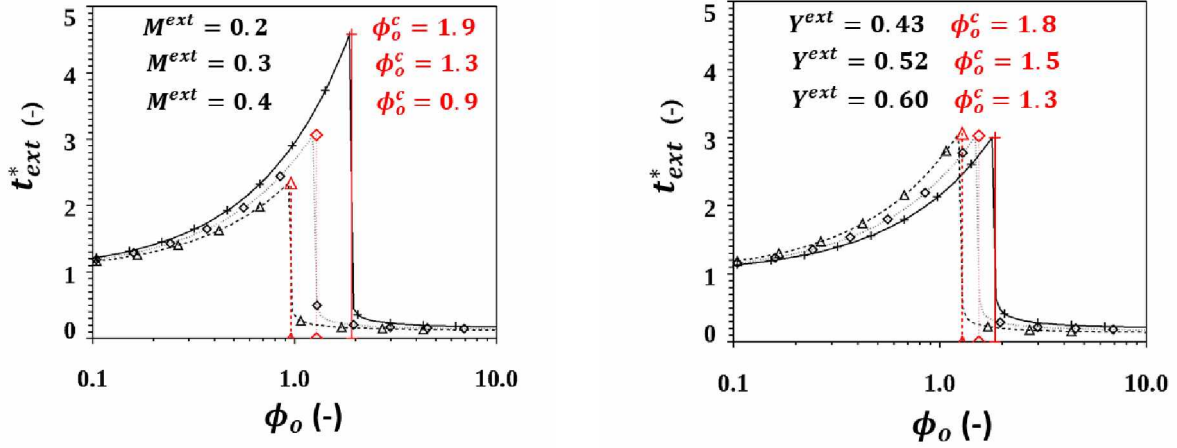 5
4
3
2
1
0
t*ext (-)
M^ext = 0.2 ϕ_o^c = 1.9
M^ext = 0.3 ϕ_o^c = 1.3
M^ext = 0.4 ϕ_o^c = 0.9
0.1 1.0 10.0
ϕ_o (-)
5
4
3
2
1
0
t*ext (-)
Y^ext = 0.43 ϕ_o^c = 1.8
Y^ext = 0.52 ϕ_o^c = 1.5
Y^ext = 0.60 ϕ_o^c = 1.3
0.1 1.0 10.0
ϕ_o (-)